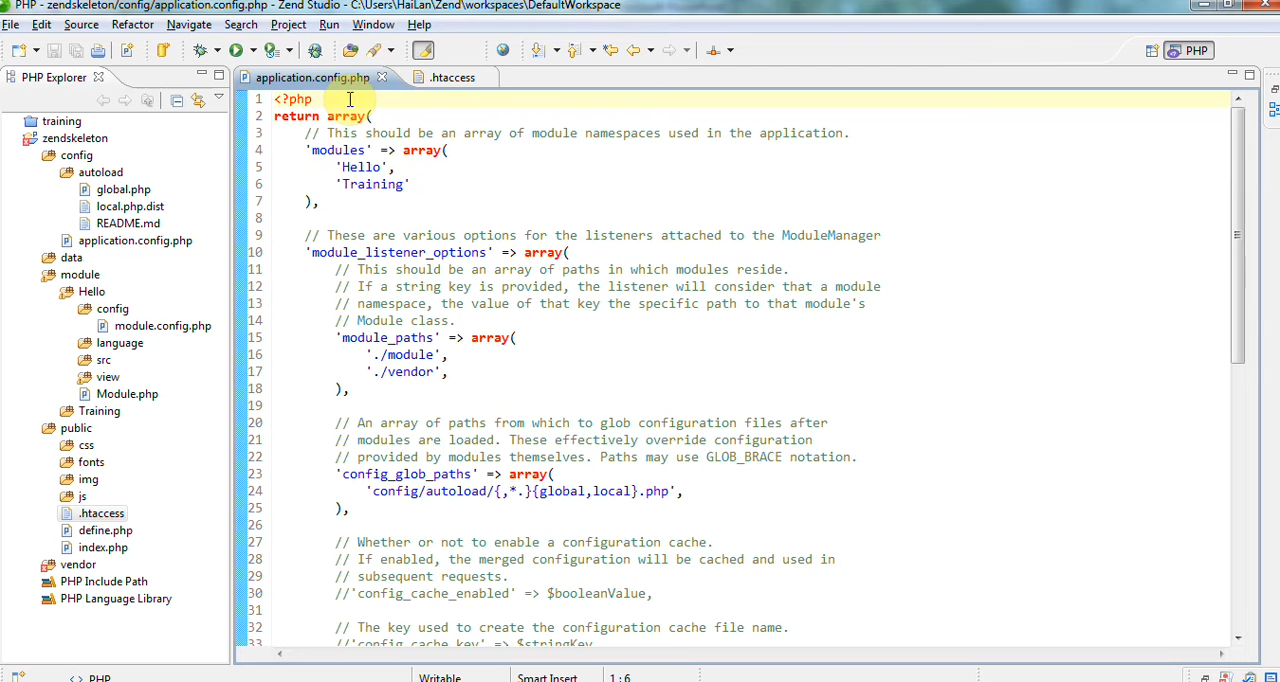 PHP - zendskeleton/config/application.config.php - Zend Studio - C:\Users\HaiLan\Zend\workspaces\DefaultWorkspace
File Edit Source Refactor Navigate Search Project Run Window Help
PHP
PHP Explorer
application.config.php
.htaccess
training
zendskeleton
config
autoload
global.php
local.php.dist
README.md
application.config.php
data
module
Hello
config
module.config.php
language
src
view
Module.php
Training
public
css
fonts
img
js
.htaccess
define.php
index.php
vendor
PHP Include Path
PHP Language Library
1 <?php
2 return array(
3 // This should be an array of module namespaces used in the application.
4 'modules' => array(
5 'Hello',
6 'Training'
7 ),
8
9 // These are various options for the listeners attached to the ModuleManager
10 'module_listener_options' => array(
11 // This should be an array of paths in which modules reside.
12 // If a string key is provided, the listener will consider that a module
13 // namespace, the value of that key the specific path to that module's
14 // Module class.
15 'module_paths' => array(
16 './module',
17 './vendor',
18 ),
19
20 // An array of paths from which to glob configuration files after
21 // modules are loaded. These effectively override configuration
22 // provided by modules themselves. Paths may use GLOB_BRACE notation.
23 'config_glob_paths' => array(
24 'config/autoload/{,*.}{global,local}.php',
25 ),
26
27 // Whether or not to enable a configuration cache.
28 // If enabled, the merged configuration will be cached and used in
29 // subsequent requests.
30 //'config_cache_enabled' => $booleanValue,
31
32 // The key used to create the configuration cache file name.
33 //'config_cache_key' => $stringKey
<> PHP
Writable
Smart Insert
1:6